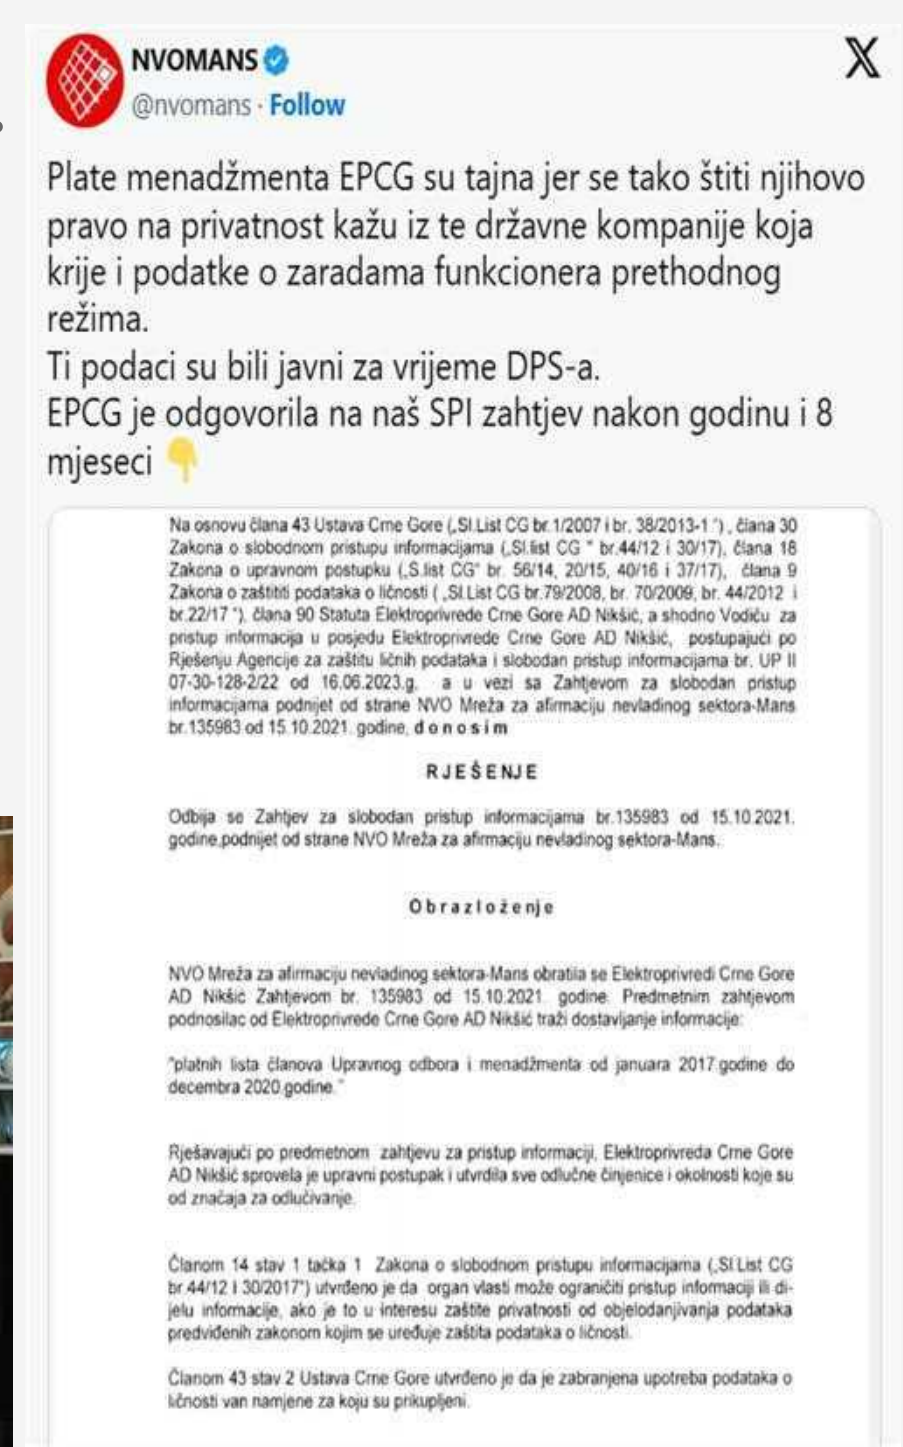 NVOMANS
@nvomans · Follow
Plate menadžmenta EPCG su tajna jer se tako štiti njihovo
pravo na privatnost kažu iz te državne kompanije koja
krije i podatke o zaradama funkcionera prethodnog
režima.
Ti podaci su bili javni za vrijeme DPS-a.
EPCG je odgovorila na naš SPI zahtjev nakon godinu i 8
mjeseci 👇
Na osnovu člana 43 Ustava Crne Gore („Sl.List CG br.1/2007 i br. 38/2013-1“) , člana 30
Zakona o slobodnom pristupu informacijama („Sl.list CG “ br.44/12 i 30/17), člana 18
Zakona o upravnom postupku („S.list CG“ br. 56/14, 20/15, 40/16 i 37/17), člana 9
Zakona o zaštititi podataka o ličnosti („Sl.List CG br.79/2008, br. 70/2009, br. 44/2012 i
br.22/17 “), člana 90 Statuta Elektroprivrede Crne Gore AD Nikšić, a shodno Vodiču za
pristup informacija u posjedu Elektroprivrede Crne Gore AD Nikšić, postupajući po
Rješenju Agencije za zaštitu ličnih podataka i slobodan pristup informacijama br. UP II
07-30-128-2/22 od 16.06.2023.g. a u vezi sa Zahtjevom za slobodan pristup
informacijama podnijet od strane NVO Mreža za afirmaciju nevladinog sektora-Mans
br.135983 od 15.10.2021. godine, d o n o s i m
R J E Š E N J E
Odbija se Zahtjev za slobodan pristup informacijama br.135983 od 15.10.2021.
godine,podnijet od strane NVO Mreža za afirmaciju nevladinog sektora-Mans.
O b r a z l o ž e nj e
NVO Mreža za afirmaciju nevladinog sektora-Mans obratila se Elektroprivredi Crne Gore
AD Nikšić Zahtjevom br. 135983 od 15.10.2021. godine. Predmetnim zahtjevom
podnosilac od Elektroprivrede Crne Gore AD Nikšić traži dostavljanje informacije:
“platnih lista članova Upravnog odbora i menadžmenta od januara 2017.godine do
decembra 2020.godine.“
Rješavajući po predmetnom zahtjevu za pristup informaciji, Elektroprivreda Crne Gore
AD Nikšić sprovela je upravni postupak i utvrdila sve odlučne činjenice i okolnosti koje su
od značaja za odlučivanje.
Članom 14 stav 1 tačka 1 Zakona o slobodnom pristupu informacijama („Sl.List CG
br.44/12 i 30/2017“) utvrđeno je da organ vlasti može ograničiti pristup informaciji ili di-
jelu informacije, ako je to u interesu zaštite privatnosti od objelodanjivanja podataka
predviđenih zakonom kojim se uređuje zaštita podataka o ličnosti.
Članom 43 stav 2 Ustava Crne Gore utvrđeno je da je zabranjena upotreba podataka o
ličnosti van namjene za koju su prikupljeni.